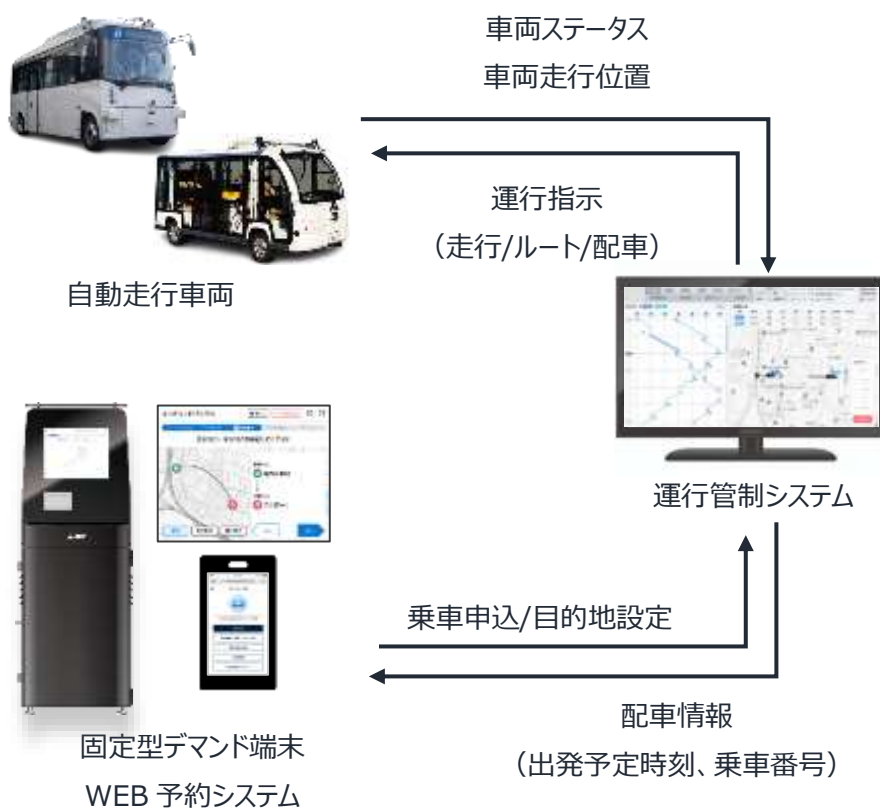 車両ステータス
車両走行位置
運行指示
（走行/ルート/配車）
自動走行車両
運行管制システム
乗車申込/目的地設定
配車情報
（出発予定時刻、乗車番号）
固定型デマンド端末
WEB 予約システム